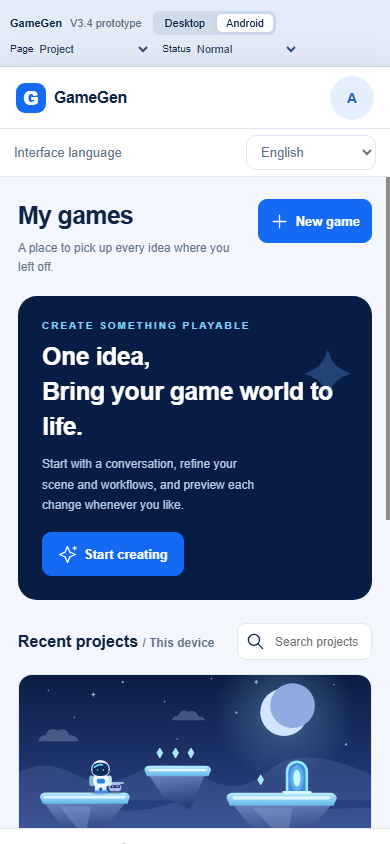 GameGen V3.4 prototype Desktop Android
Page Project Status Normal
G GameGen A
Interface language English
My games
New game
A place to pick up every idea where you
left off.
CREATE SOMETHING PLAYABLE
One idea,
Bring your game world to
life.
Start with a conversation, refine your
scene and workflows, and preview each
change whenever you like.
Start creating
Recent projects / This device Search projects